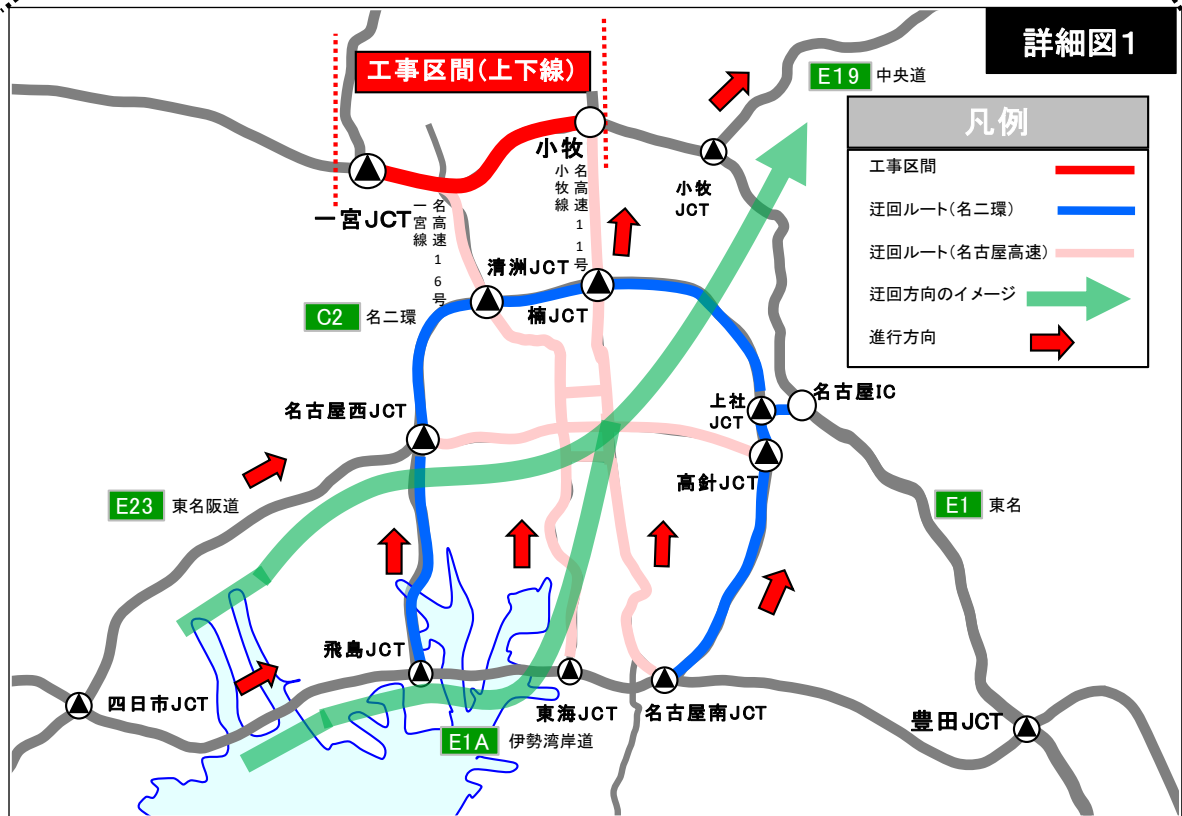 詳細図1
工事区間(上下線)
E19 中央道
凡例
工事区間
迂回ルート(名二環)
迂回ルート(名古屋高速)
迂回方向のイメージ
進行方向
小牧
小牧
JCT
一宮JCT
名高速16号
一宮線
名高速11号
小牧線
清洲JCT
楠JCT
C2 名二環
名古屋西JCT
上社
JCT
名古屋IC
高針JCT
E23 東名阪道
E1 東名
飛島JCT
四日市JCT
東海JCT
名古屋南JCT
豊田JCT
E1A 伊勢湾岸道